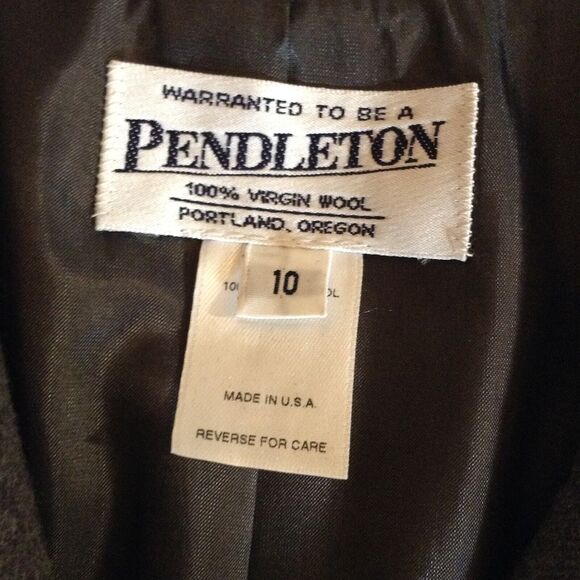 WARRANTED TO BE A
PENDLETON
100% VIRGIN WOOL
PORTLAND, OREGON
10
MADE IN U.S.A.
REVERSE FOR CARE